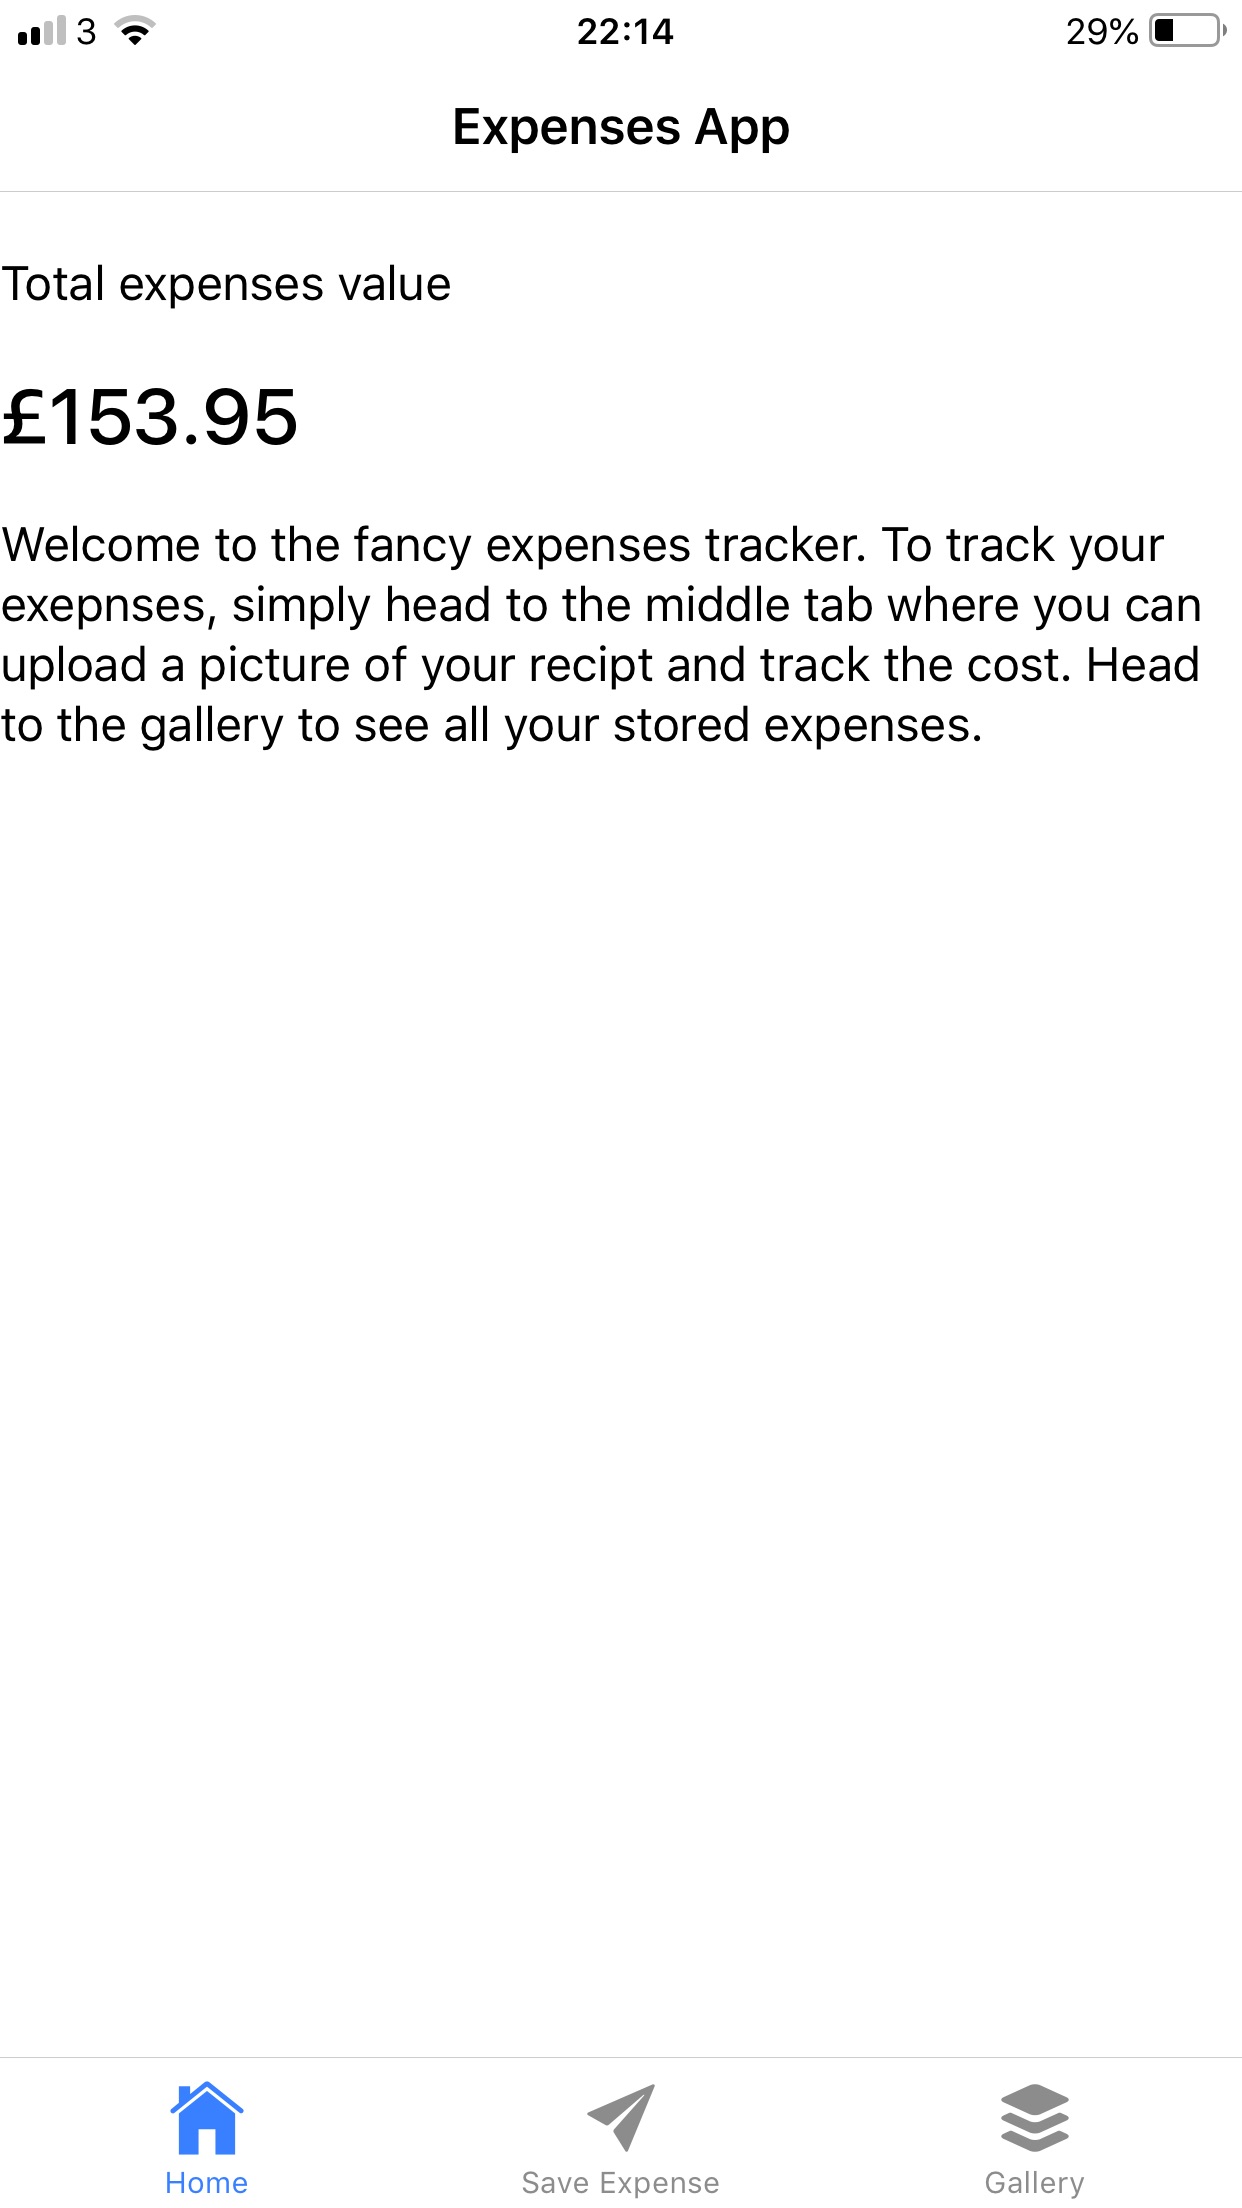 3 22:14 29%
Expenses App
Total expenses value
£153.95
Welcome to the fancy expenses tracker. To track your
exepnses, simply head to the middle tab where you can
upload a picture of your recipt and track the cost. Head
to the gallery to see all your stored expenses.
Home Save Expense Gallery